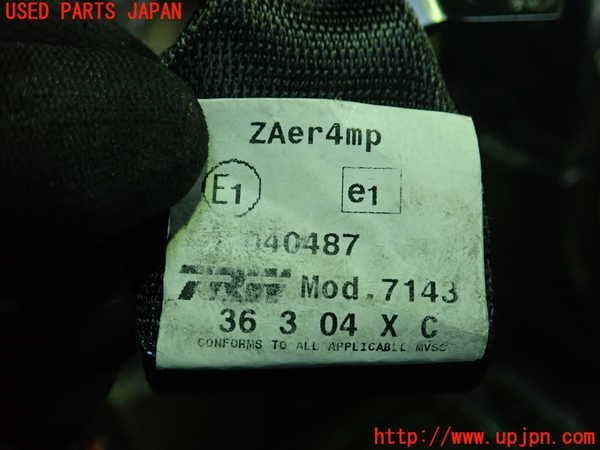 USED PARTS JAPAN
ZAer4mp
E1 e1
040487
TRW Mod.7143
36 3 04 X C
CONFORMS TO ALL APPLICABLE MVSS
http://www.upjpn.com/